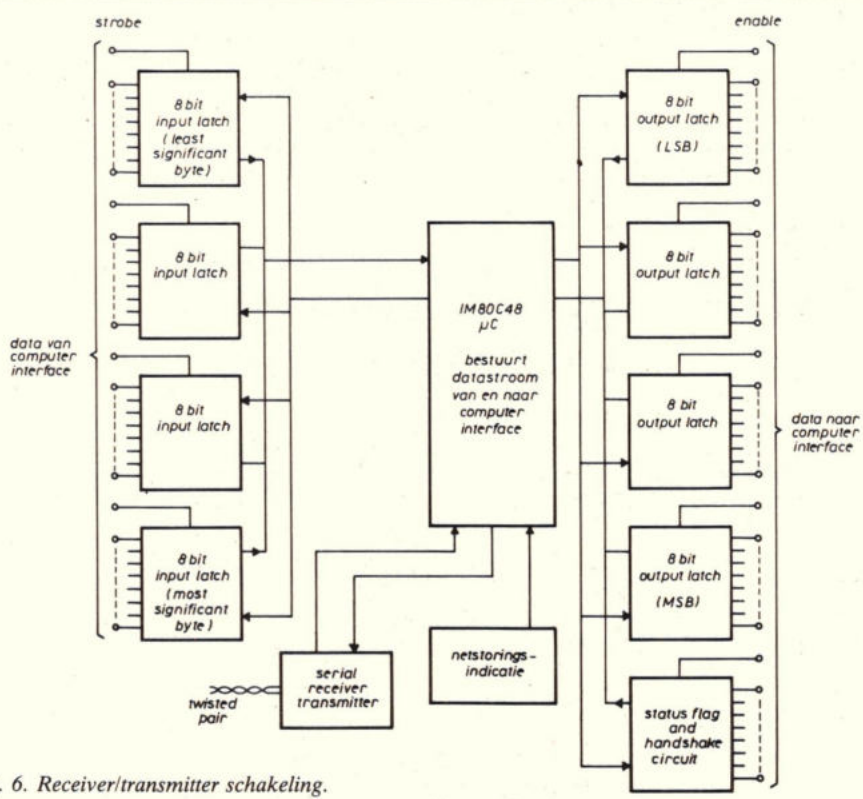 strobe
enable
8 bit
input latch
(least
significant
byte)
8 bit
input latch
8 bit
input latch
8 bit
input latch
(most
significant
byte)
data van
computer
interface
IM80C48
µC
bestuurt
datastroom
van en naar
computer
interface
8 bit
output latch
(LSB)
8 bit
output latch
8 bit
output latch
8 bit
output latch
(MSB)
status flag
and
handshake
circuit
data naar
computer
interface
serial
receiver
transmitter
twisted
pair
netstorings-
indicatie
. 6. Receiver/transmitter schakeling.